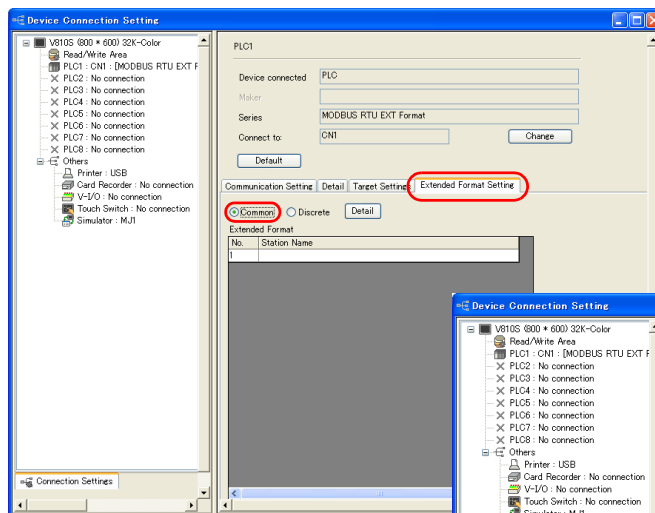 Device Connection Setting
V810S (800 * 600) 32K-Color
Read/Write Area
PLC1 : CN1 : [MODBUS RTU EXT F
PLC2 : No connection
PLC3 : No connection
PLC4 : No connection
PLC5 : No connection
PLC6 : No connection
PLC7 : No connection
PLC8 : No connection
Others
Printer : USB
Card Recorder : No connection
V-I/O : No connection
Touch Switch : No connection
Simulator : MJ1
Connection Settings
PLC1
Device connected PLC
Maker
Series MODBUS RTU EXT Format
Connect to: CN1 Change
Default
Communication Setting Detail Target Settings Extended Format Setting
Common Discrete Detail
Extended Format
No. Station Name
1
Device Connection Setting
V810S (800 * 600) 32K-Color
Read/Write Area
PLC1 : CN1 : [MODBUS RTU EXT F
PLC2 : No connection
PLC3 : No connection
PLC4 : No connection
PLC5 : No connection
PLC6 : No connection
PLC7 : No connection
PLC8 : No connection
Others
Printer : USB
Card Recorder : No connection
V-I/O : No connection
Touch Switch : No connection
Simulator : MJ1